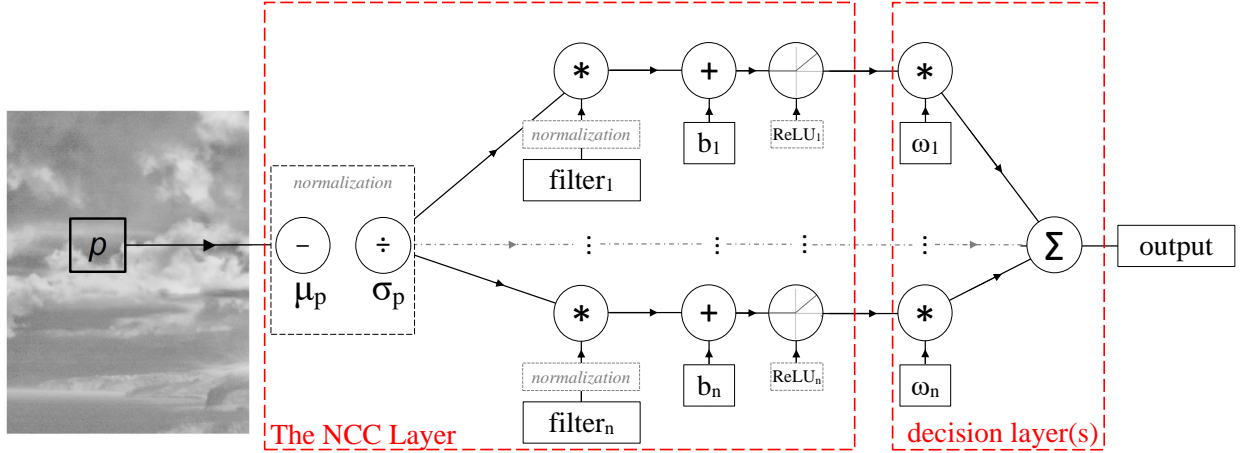 *
+
*
normalization
b₁
ReLU₁
ω₁
filter₁
normalization
p
−
÷
⋮
⋮
⋮
⋮
Σ
output
μₚ
σₚ
*
+
*
normalization
bₙ
ReLUₙ
ωₙ
filterₙ
The NCC Layer
decision layer(s)